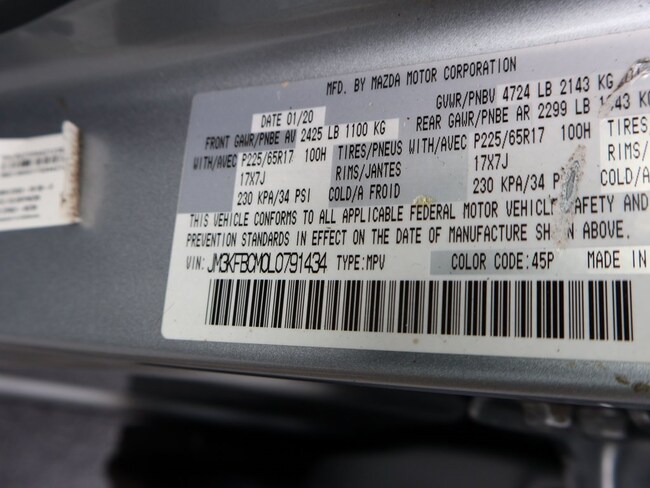 MFD. BY MAZDA MOTOR CORPORATION
DATE 01/20
GVWR/PNBV 4724 LB 2143 KG
FRONT GAWR/PNBE AV 2425 LB 1100 KG
REAR GAWR/PNBE AR 2299 LB KG
WITH/AVEC P225/65R17 100H TIRES/PNEUS WITH/AVEC P225/65R17 100H TIRES/
17X7J RIMS/JANTES 17X7J RIMS/
230 KPA/34 PSI COLD/A FROID 230 KPA/34 COLD/A
THIS VEHICLE CONFORMS TO ALL APPLICABLE FEDERAL MOTOR VEHICLE AFETY AND
PREVENTION STANDARDS IN EFFECT ON THE DATE OF MANUFACTURE ABOVE.
VIN: JM3KFBCM0L0791434 TYPE:MPV COLOR CODE:45P MADE IN